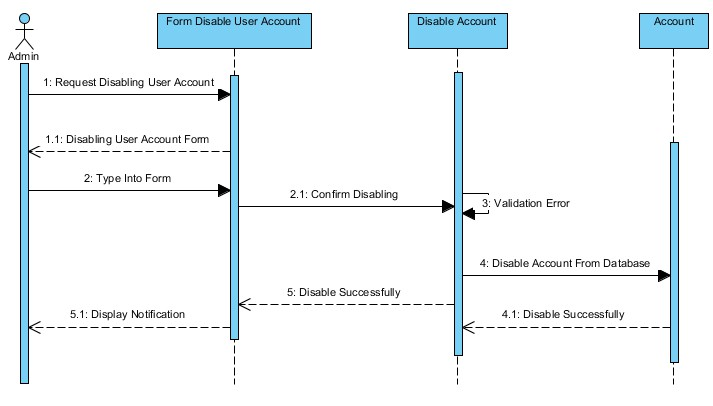 Form Disable User Account
Disable Account
Account
Admin
1: Request Disabling User Account
1.1: Disabling User Account Form
2: Type Into Form
2.1: Confirm Disabling
3: Validation Error
4: Disable Account From Database
5: Disable Successfully
5.1: Display Notification
4.1: Disable Successfully